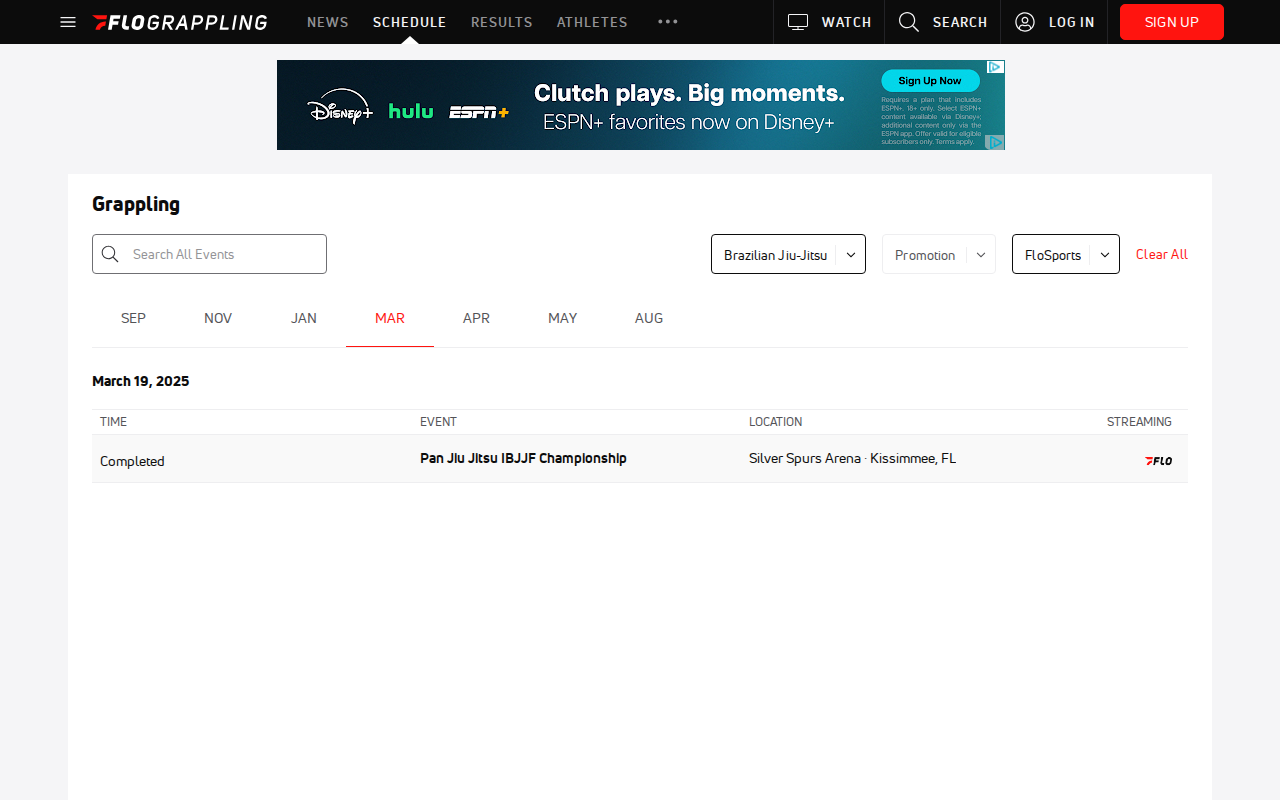 FLOGRAPPLING NEWS SCHEDULE RESULTS ATHLETES WATCH SEARCH LOG IN SIGN UP
Disney+ hulu ESPN+
Clutch plays. Big moments.
ESPN+ favorites now on Disney+
Sign Up Now
Requires a plan that includes
ESPN+. 18+ only. Select ESPN+
content available via Disney+;
additional content only via the
ESPN app. Offer valid for eligible
subscribers only. Terms apply.
Grappling
Search All Events Brazilian Jiu-Jitsu Promotion FloSports Clear All
SEP NOV JAN MAR APR MAY AUG
March 19, 2025
TIME EVENT LOCATION STREAMING
Completed Pan Jiu Jitsu IBJJF Championship Silver Spurs Arena · Kissimmee, FL FLO